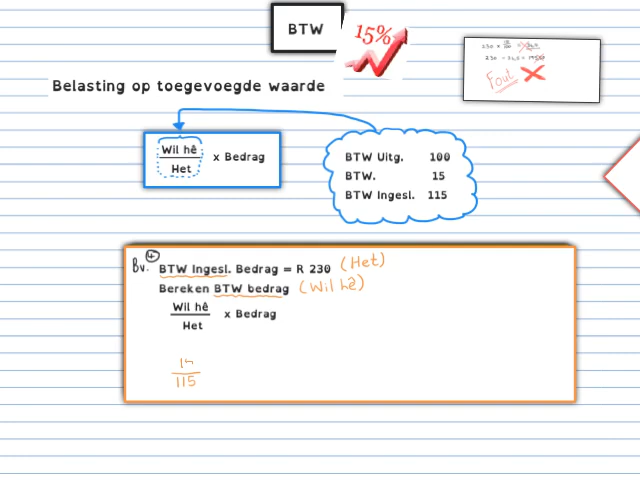 BTW
15%
Belasting op toegevoegde waarde
Fout
Wil hê
Het
x Bedrag
BTW Uitg. 100
BTW. 15
BTW Ingesl. 115
Bv. BTW Ingesl. Bedrag = R 230 (Het)
Bereken BTW bedrag (Wil hê)
Wil hê
Het
x Bedrag
115